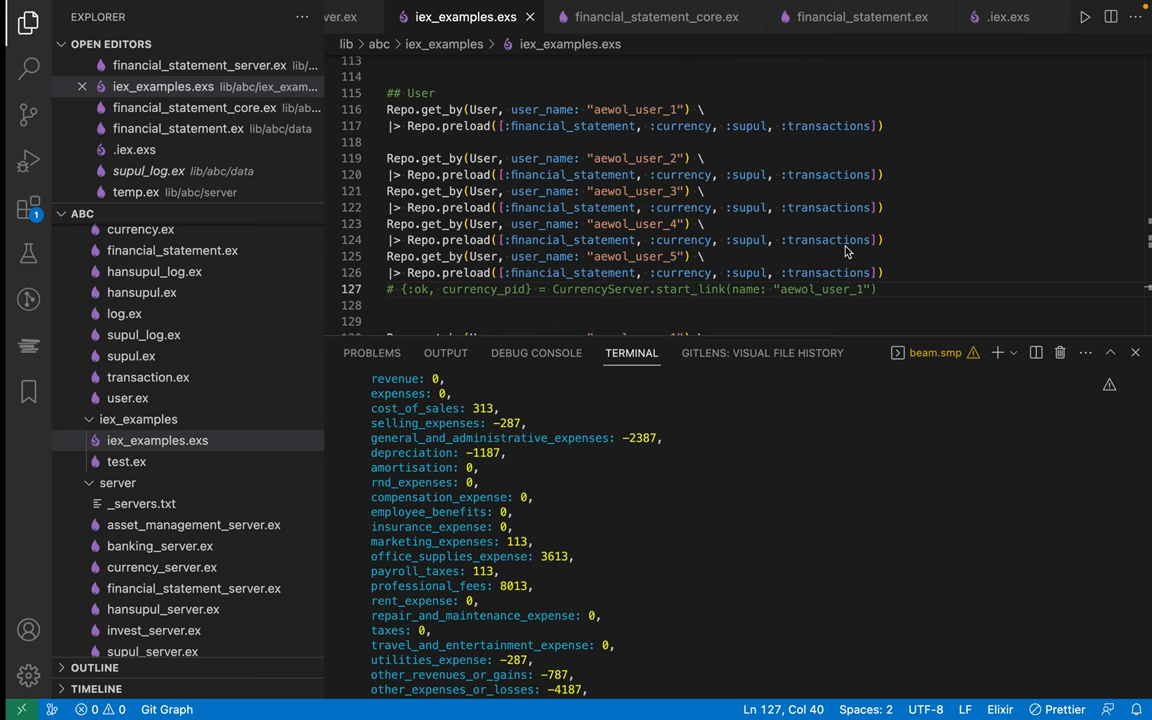 EXPLORER
OPEN EDITORS
financial_statement_server.ex lib/...
iex_examples.exs lib/abc/iex_exam...
financial_statement_core.ex lib/ab...
financial_statement.ex lib/abc/data
.iex.exs
supul_log.ex lib/abc/data
temp.ex lib/abc/server
ABC
currency.ex
financial_statement.ex
hansupul_log.ex
hansupul.ex
log.ex
supul_log.ex
supul.ex
transaction.ex
user.ex
iex_examples
iex_examples.exs
test.ex
server
_servers.txt
asset_management_server.ex
banking_server.ex
currency_server.ex
financial_statement_server.ex
hansupul_server.ex
invest_server.ex
supul_server.ex
OUTLINE
TIMELINE
1
ver.ex iex_examples.exs financial_statement_core.ex financial_statement.ex .iex.exs
lib > abc > iex_examples > iex_examples.exs
113
114
115 ## User
116 Repo.get_by(User, user_name: "aewol_user_1") \
117 |> Repo.preload([:financial_statement, :currency, :supul, :transactions])
118
119 Repo.get_by(User, user_name: "aewol_user_2") \
120 |> Repo.preload([:financial_statement, :currency, :supul, :transactions])
121 Repo.get_by(User, user_name: "aewol_user_3") \
122 |> Repo.preload([:financial_statement, :currency, :supul, :transactions])
123 Repo.get_by(User, user_name: "aewol_user_4") \
124 |> Repo.preload([:financial_statement, :currency, :supul, :transactions])
125 Repo.get_by(User, user_name: "aewol_user_5") \
126 |> Repo.preload([:financial_statement, :currency, :supul, :transactions])
127 # {:ok, currency_pid} = CurrencyServer.start_link(name: "aewol_user_1")
128
129
PROBLEMS OUTPUT DEBUG CONSOLE TERMINAL GITLENS: VISUAL FILE HISTORY beam.smp
revenue: 0,
expenses: 0,
cost_of_sales: 313,
selling_expenses: -287,
general_and_administrative_expenses: -2387,
depreciation: -1187,
amortisation: 0,
rnd_expenses: 0,
compensation_expense: 0,
employee_benefits: 0,
insurance_expense: 0,
marketing_expenses: 113,
office_supplies_expense: 3613,
payroll_taxes: 113,
professional_fees: 8013,
rent_expense: 0,
repair_and_maintenance_expense: 0,
taxes: 0,
travel_and_entertainment_expense: 0,
utilities_expense: -287,
other_revenues_or_gains: -787,
other_expenses_or_losses: -4187,
0 0 Git Graph Ln 127, Col 40 Spaces: 2 UTF-8 LF Elixir Prettier